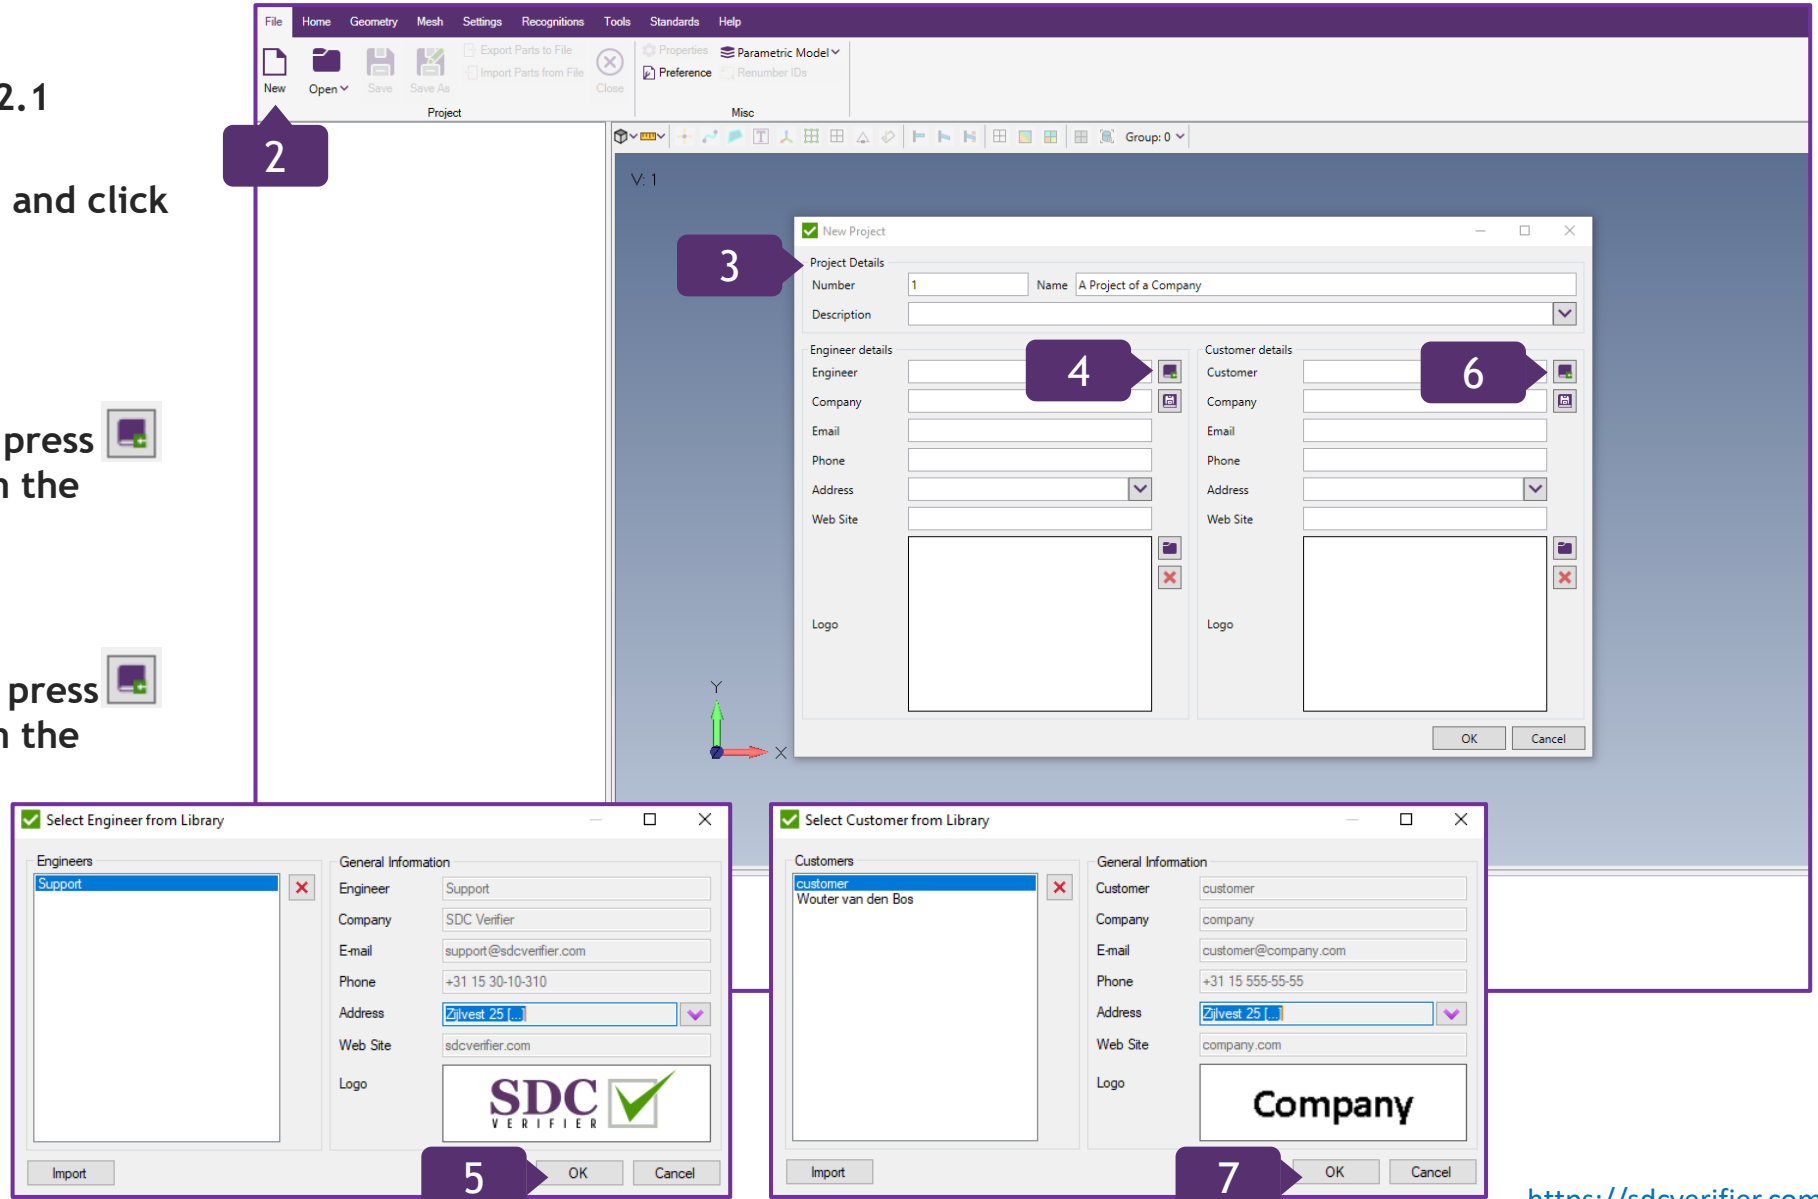 2.1
and click
press
n the
press
n the
File Home Geometry Mesh Settings Recognitions Tools Standards Help
New Open Save Save As Export Parts to File Import Parts from File Close
Project
Properties Parametric Model
Preference Renumber IDs
Misc
2
Group: 0
V: 1
New Project
3
Project Details
Number 1 Name A Project of a Company
Description
Engineer details
Engineer
4
Company
Email
Phone
Address
Web Site
Logo
Customer details
Customer
6
Company
Email
Phone
Address
Web Site
Logo
OK Cancel
Y
Z
X
Select Engineer from Library
Engineers
Support
General Information
Engineer Support
Company SDC Verifier
E-mail support@sdcverifier.com
Phone +31 15 30-10-310
Address Zijlvest 25 [...]
Web Site sdcverifier.com
Logo
SDC
VERIFIER
Import
5
OK Cancel
Select Customer from Library
Customers
customer
Wouter van den Bos
General Information
Customer customer
Company company
E-mail customer@company.com
Phone +31 15 555-55-55
Address Zijlvest 25 [...]
Web Site company.com
Logo
Company
Import
7
OK Cancel
https://sdcverifier.com